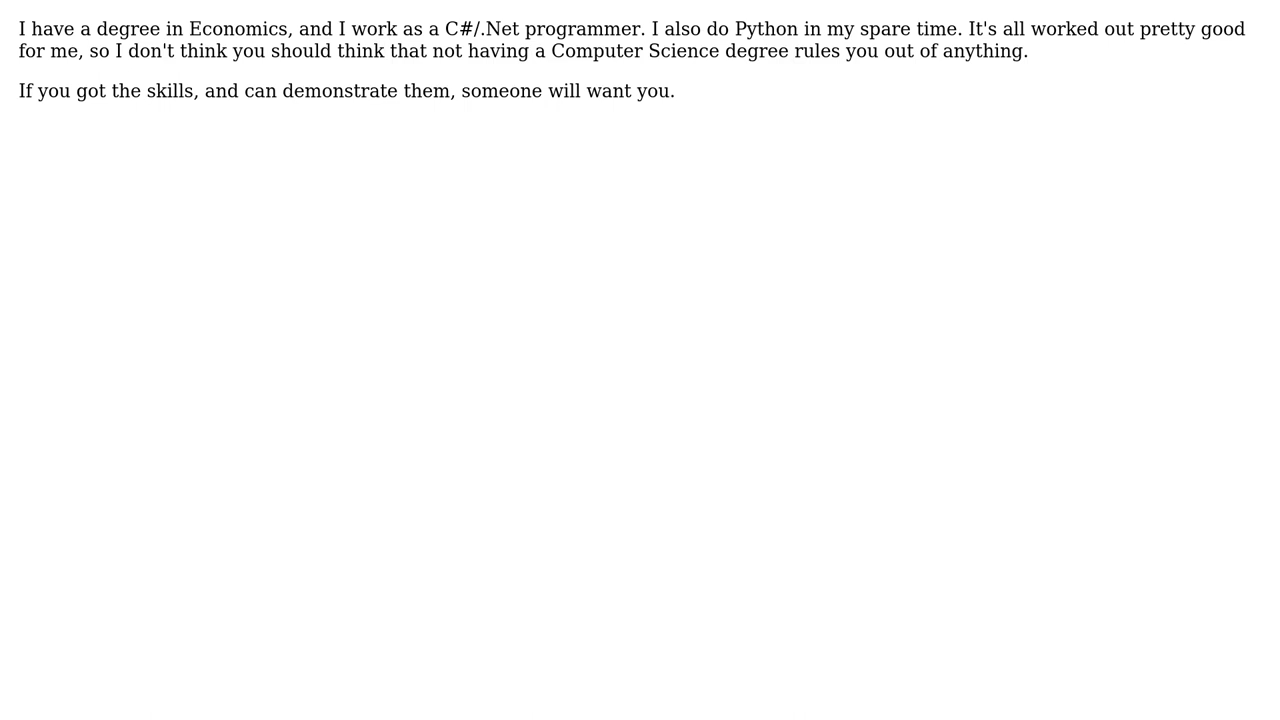 I have a degree in Economics, and I work as a C#/.Net programmer. I also do Python in my spare time. It's all worked out pretty good
for me, so I don't think you should think that not having a Computer Science degree rules you out of anything.
If you got the skills, and can demonstrate them, someone will want you.